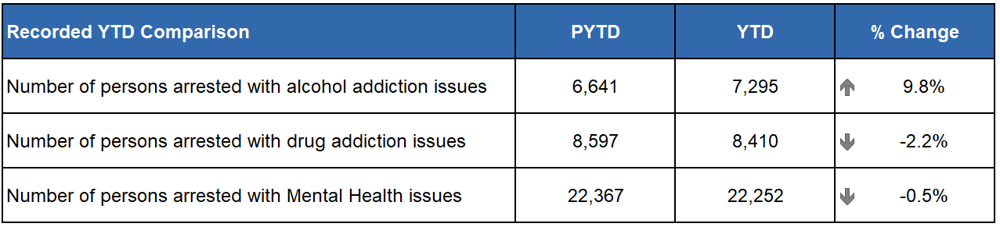 Recorded YTD Comparison PYTD YTD % Change
Number of persons arrested with alcohol addiction issues 6,641 7,295 9.8%
Number of persons arrested with drug addiction issues 8,597 8,410 -2.2%
Number of persons arrested with Mental Health issues 22,367 22,252 -0.5%